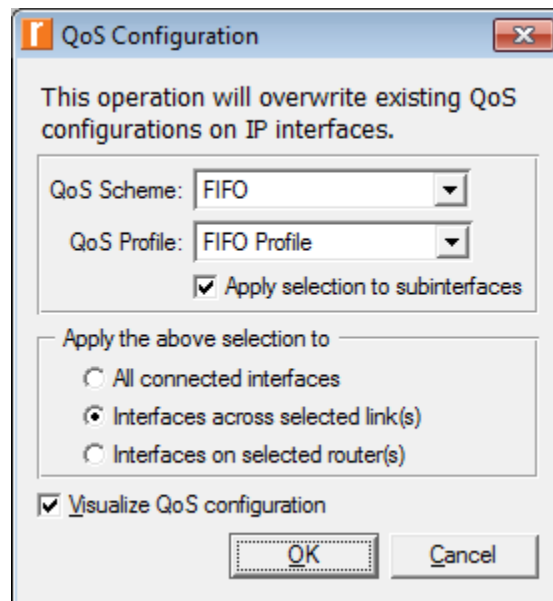 QoS Configuration
This operation will overwrite existing QoS
configurations on IP interfaces.
QoS Scheme: FIFO
QoS Profile: FIFO Profile
Apply selection to subinterfaces
Apply the above selection to
All connected interfaces
Interfaces across selected link(s)
Interfaces on selected router(s)
Visualize QoS configuration
OK Cancel